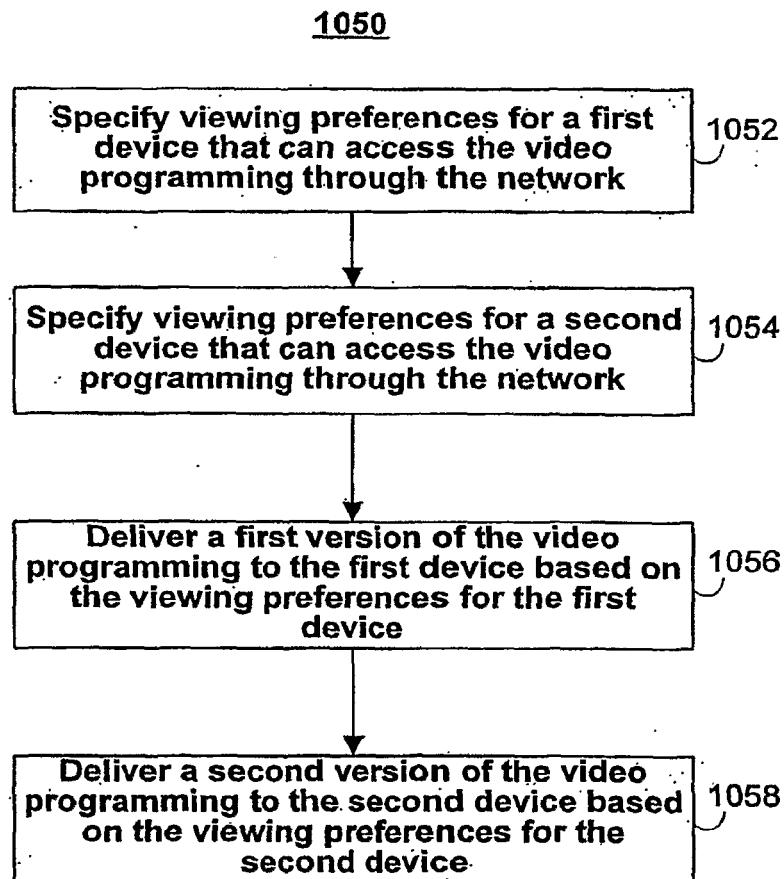 1050
Specify viewing preferences for a first
device that can access the video
programming through the network
1052
Specify viewing preferences for a second
device that can access the video
programming through the network
1054
Deliver a first version of the video
programming to the first device based on
the viewing preferences for the first
device
1056
Deliver a second version of the video
programming to the second device based
on the viewing preferences for the
second device
1058